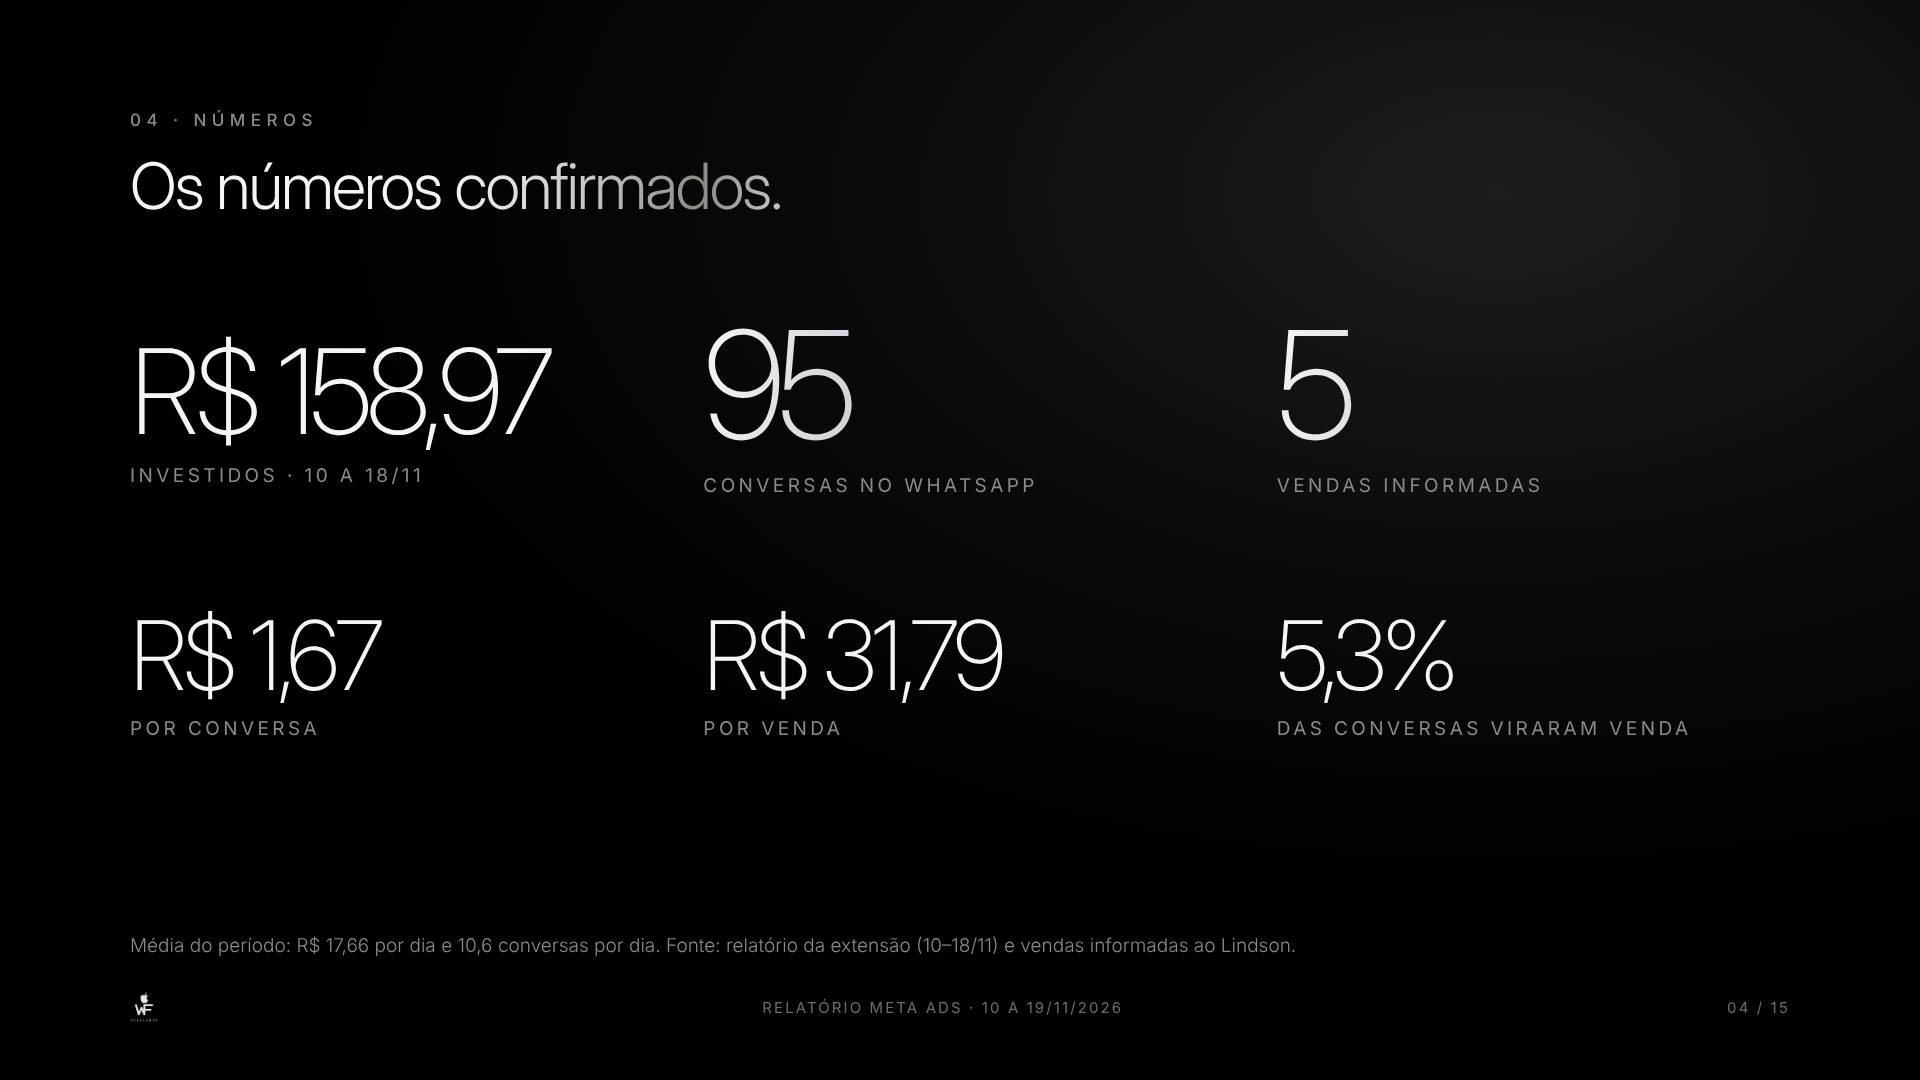 04 · NÚMEROS
Os números confirmados.
R$ 158,97
INVESTIDOS · 10 A 18/11
95
CONVERSAS NO WHATSAPP
5
VENDAS INFORMADAS
R$ 1,67
POR CONVERSA
R$ 31,79
POR VENDA
5,3%
DAS CONVERSAS VIRARAM VENDA
Média do período: R$ 17,66 por dia e 10,6 conversas por dia. Fonte: relatório da extensão (10–18/11) e vendas informadas ao Lindson.
WF
RELATÓRIO META ADS · 10 A 19/11/2026
04 / 15